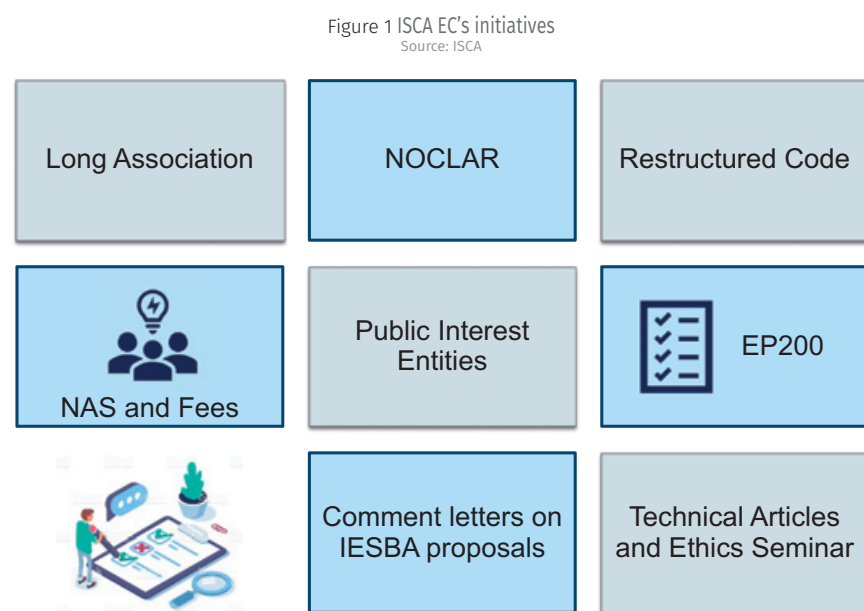 Figure 1 ISCA EC's initiatives
Source: ISCA
Long Association
NOCLAR
Restructured Code
NAS and Fees
Public Interest
Entities
EP200
Comment letters on
IESBA proposals
Technical Articles
and Ethics Seminar